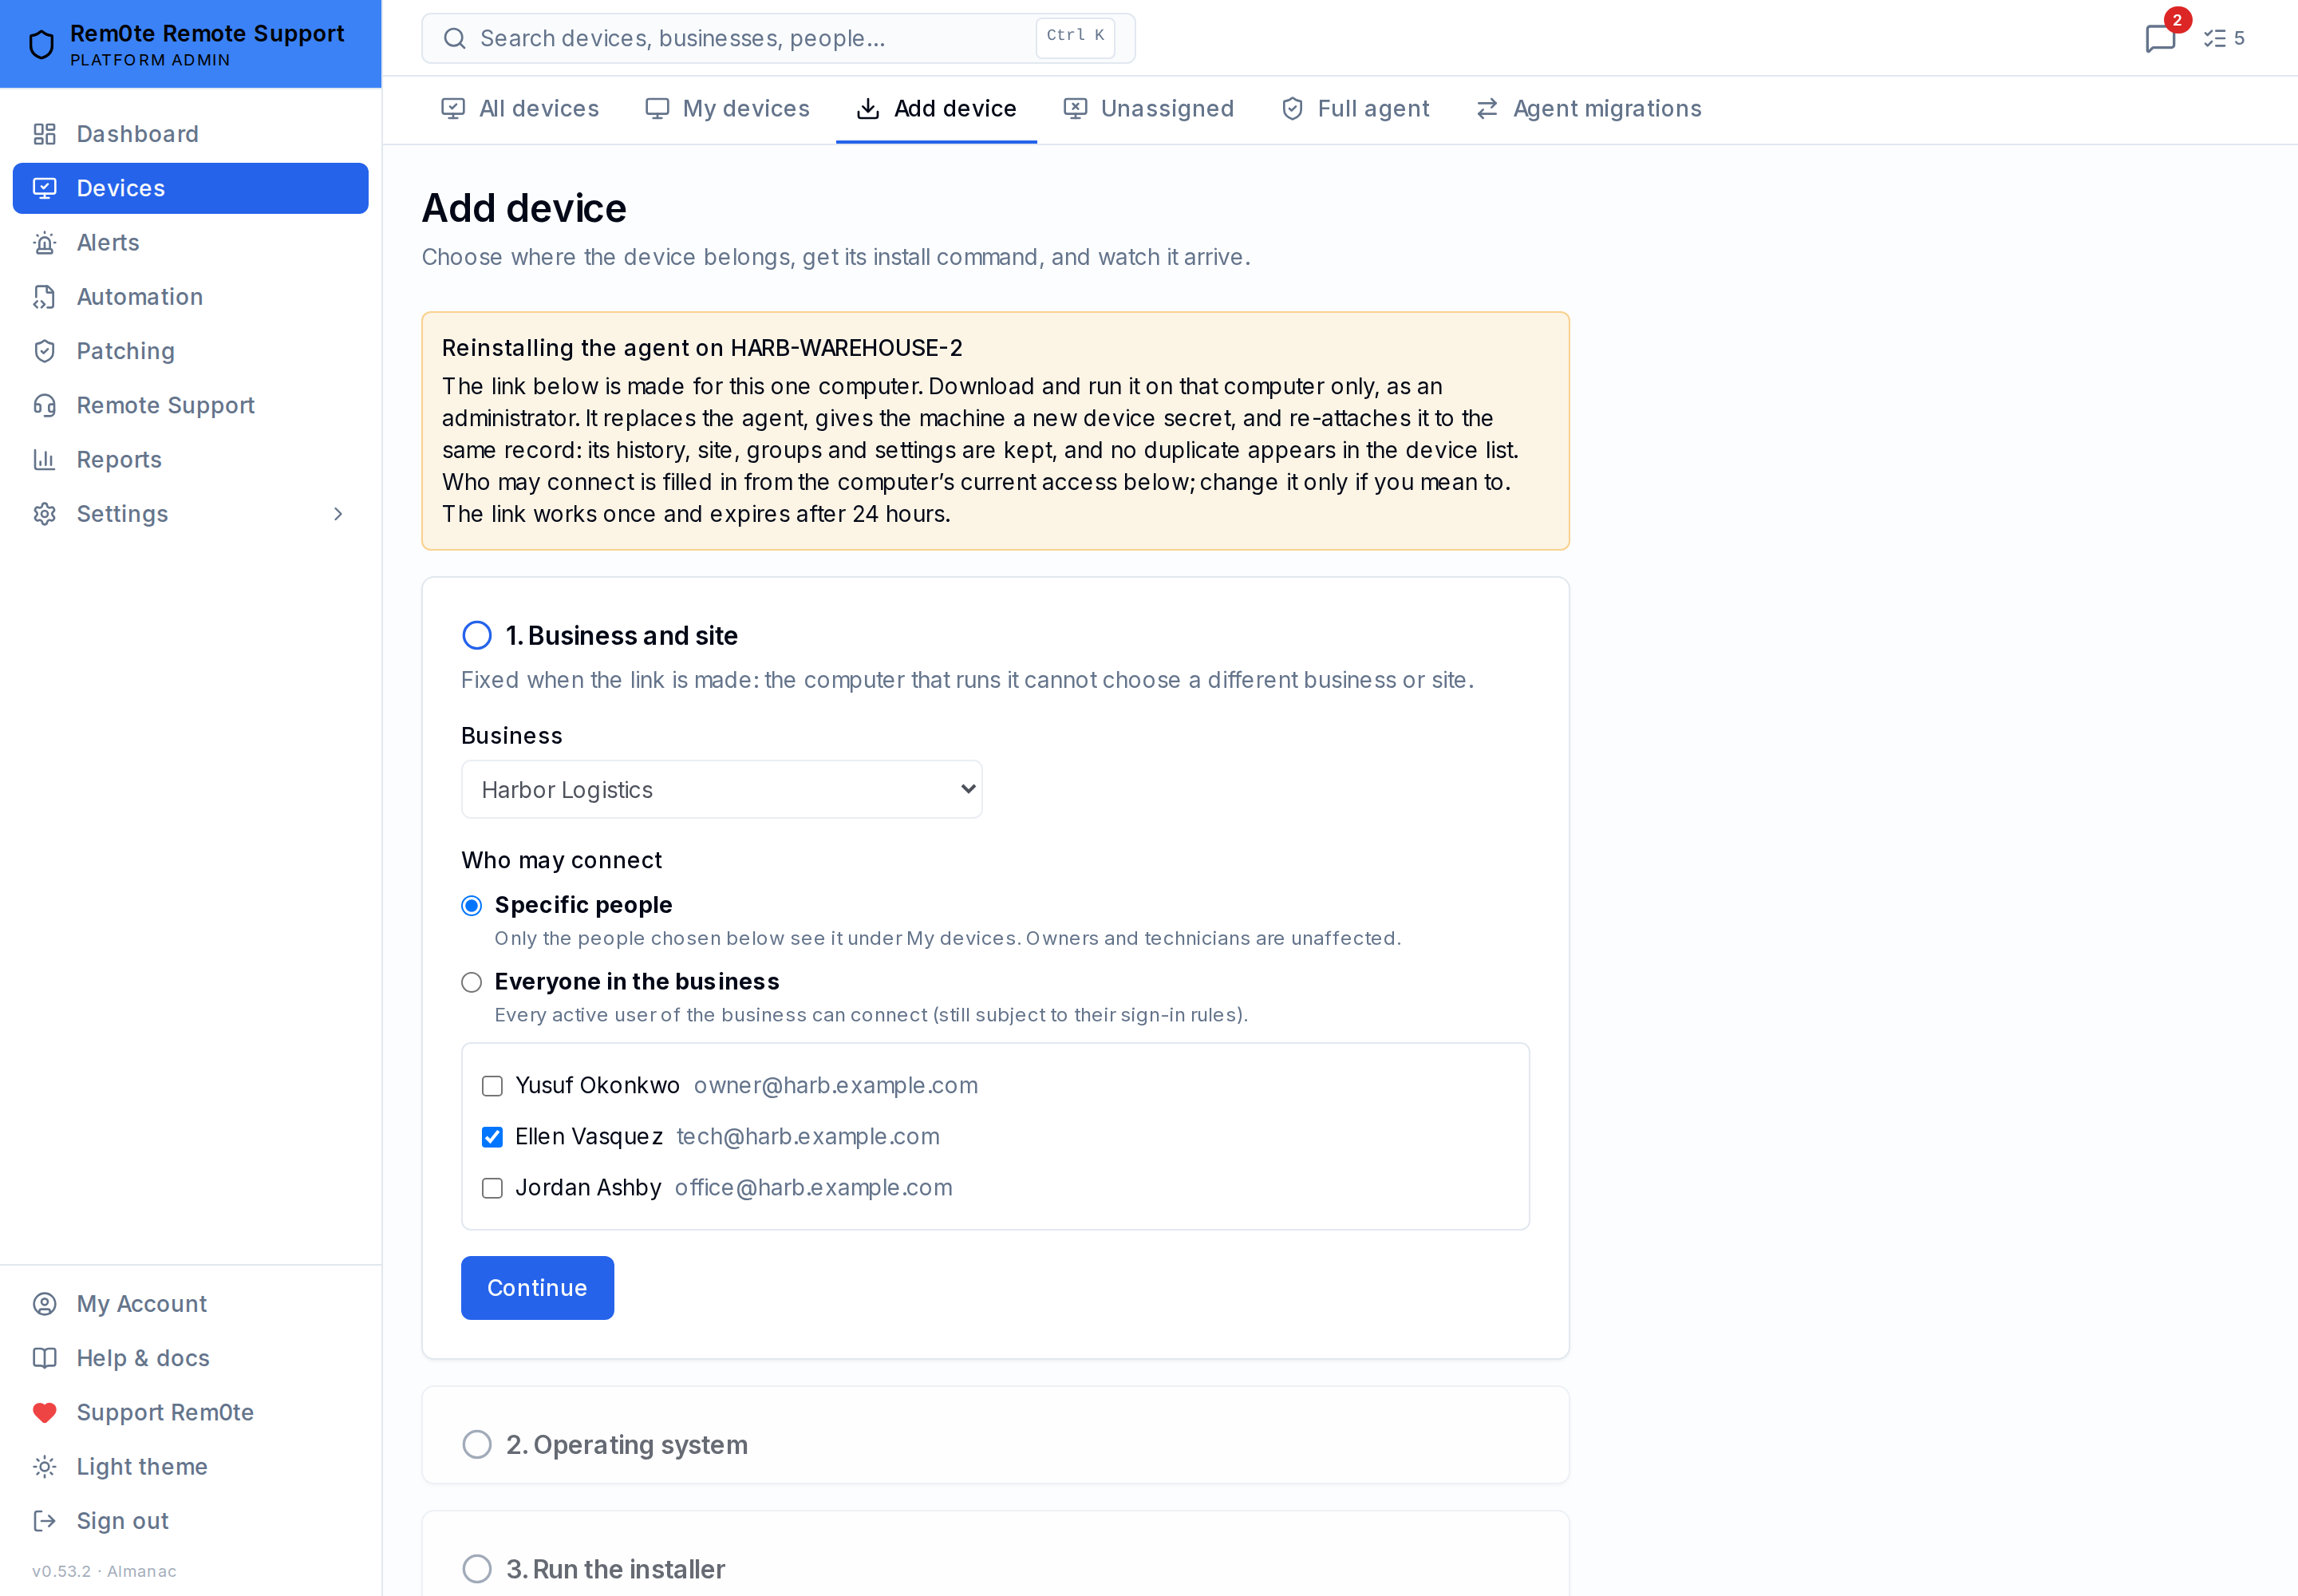 Rem0te Remote Support
PLATFORM ADMIN
Search devices, businesses, people...
Ctrl K
2
5
Dashboard
Devices
Alerts
Automation
Patching
Remote Support
Reports
Settings
All devices
My devices
Add device
Unassigned
Full agent
Agent migrations
Add device
Choose where the device belongs, get its install command, and watch it arrive.
Reinstalling the agent on HARB-WAREHOUSE-2
The link below is made for this one computer. Download and run it on that computer only, as an
administrator. It replaces the agent, gives the machine a new device secret, and re-attaches it to the
same record: its history, site, groups and settings are kept, and no duplicate appears in the device list.
Who may connect is filled in from the computer’s current access below; change it only if you mean to.
The link works once and expires after 24 hours.
1. Business and site
Fixed when the link is made: the computer that runs it cannot choose a different business or site.
Business
Harbor Logistics
Who may connect
Specific people
Only the people chosen below see it under My devices. Owners and technicians are unaffected.
Everyone in the business
Every active user of the business can connect (still subject to their sign-in rules).
Yusuf Okonkwo owner@harb.example.com
Ellen Vasquez tech@harb.example.com
Jordan Ashby office@harb.example.com
Continue
2. Operating system
3. Run the installer
My Account
Help & docs
Support Rem0te
Light theme
Sign out
v0.53.2 · Almanac